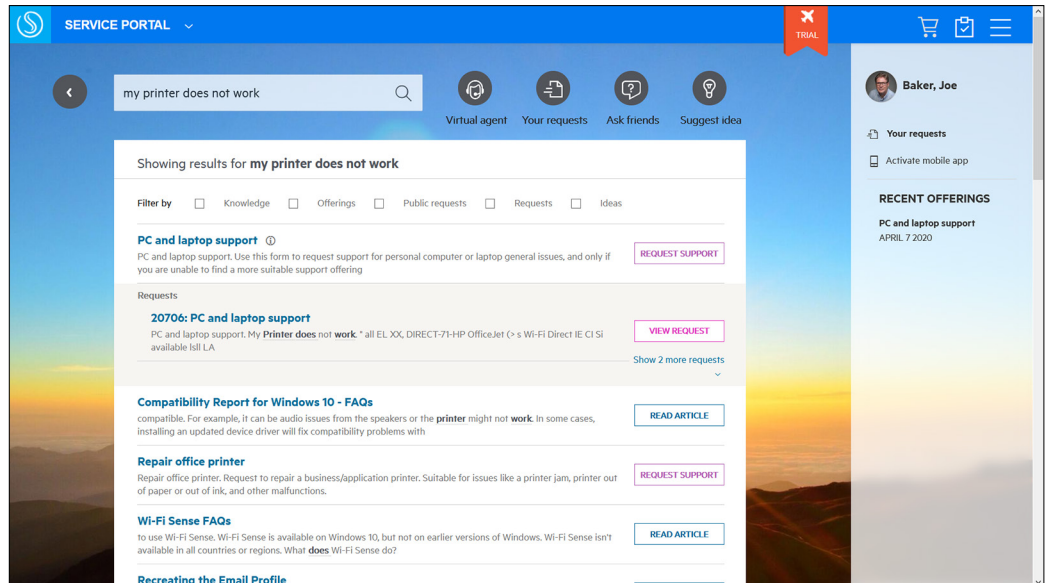 SERVICE PORTAL
TRIAL
my printer does not work
Virtual agent
Your requests
Ask friends
Suggest idea
Showing results for my printer does not work
Filter by Knowledge Offerings Public requests Requests Ideas
PC and laptop support
PC and laptop support. Use this form to request support for personal computer or laptop general issues, and only if
you are unable to find a more suitable support offering
REQUEST SUPPORT
Requests
20706: PC and laptop support
PC and laptop support. My Printer does not work. " all EL XX, DIRECT-71-HP OfficeJet (> s Wi-Fi Direct IE CI Si
available lsll LA
VIEW REQUEST
Show 2 more requests
Compatibility Report for Windows 10 - FAQs
compatible. For example, it can be audio issues from the speakers or the printer might not work. In some cases,
installing an updated device driver will fix compatibility problems with
READ ARTICLE
Repair office printer
Repair office printer. Request to repair a business/application printer. Suitable for issues like a printer jam, printer out
of paper or out of ink, and other malfunctions.
REQUEST SUPPORT
Wi-Fi Sense FAQs
to use Wi-Fi Sense. Wi-Fi Sense is available on Windows 10, but not on earlier versions of Windows. Wi-Fi Sense isn't
available in all countries or regions. What does Wi-Fi Sense do?
READ ARTICLE
Recreating the Email Profile
Baker, Joe
Your requests
Activate mobile app
RECENT OFFERINGS
PC and laptop support
APRIL 7 2020